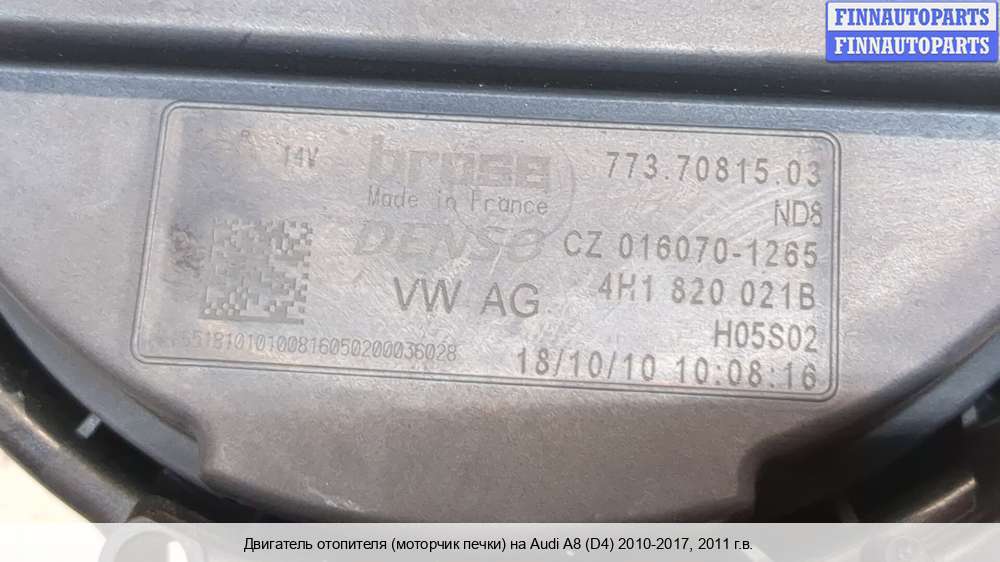 FINNAUTOPARTS
FINNAUTOPARTS
14V
brose
773.70815.03
Made in France
ND8
DENSO
CZ 016070-1265
VW AG
4H1 820 021B
H05S02
18/10/10 10:08:16
Двигатель отопителя (моторчик печки) на Audi A8 (D4) 2010-2017, 2011 г.в.